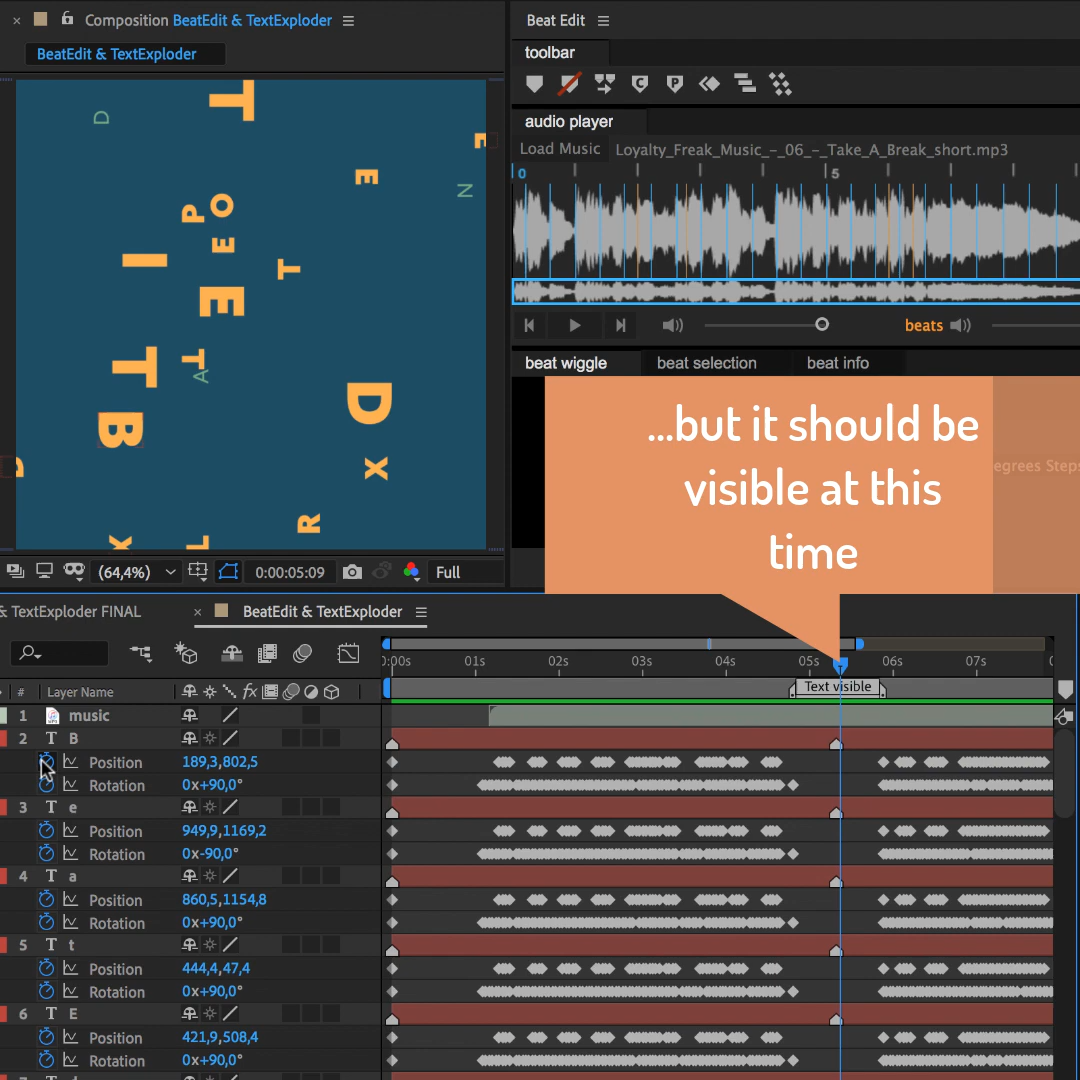 Composition BeatEdit & TextExploder
BeatEdit & TextExploder
T
D
E
E
N
P
O
E
I
T
E
T
T
A
D
B
X
R
X
L
(64,4%)
0:00:05:09
Full
Beat Edit
toolbar
C
P
audio player
Load Music
Loyalty_Freak_Music_-_06_-_Take_A_Break_short.mp3
0
5
beats
beat wiggle
beat selection
beat info
egrees Steps
...but it should be
visible at this
time
& TextExploder FINAL
BeatEdit & TextExploder
0:00s 01s 02s 03s 04s 05s 06s 07s
# Layer Name
fx
Text visible
1 music
2 T B
Position 189,3,802,5
Rotation 0x+90,0°
3 T e
Position 949,9,1169,2
Rotation 0x-90,0°
4 T a
Position 860,5,1154,8
Rotation 0x+90,0°
5 T t
Position 444,4,47,4
Rotation 0x+90,0°
6 T E
Position 421,9,508,4
Rotation 0x+90,0°